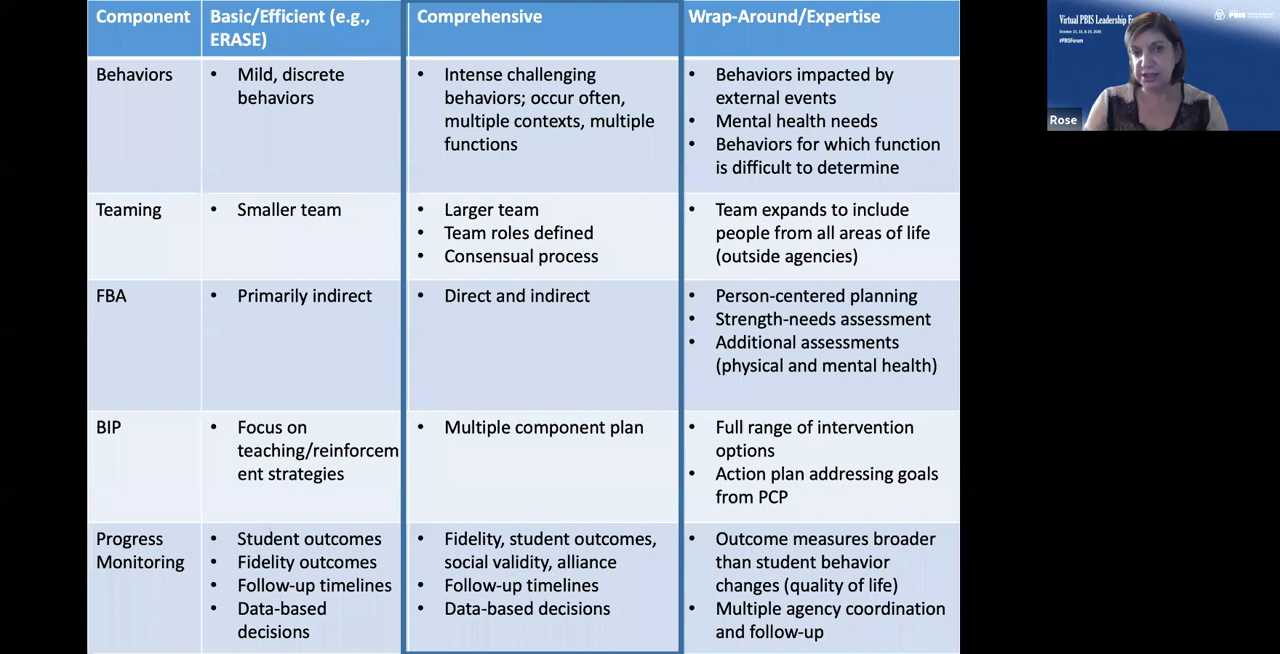 Component
Basic/Efficient (e.g.,
ERASE)
Comprehensive
Wrap-Around/Expertise
Behaviors
• Mild, discrete
behaviors
• Intense challenging
behaviors; occur often,
multiple contexts, multiple
functions
• Behaviors impacted by
external events
• Mental health needs
• Behaviors for which function
is difficult to determine
Teaming
• Smaller team
• Larger team
• Team roles defined
• Consensual process
• Team expands to include
people from all areas of life
(outside agencies)
FBA
• Primarily indirect
• Direct and indirect
• Person-centered planning
• Strength-needs assessment
• Additional assessments
(physical and mental health)
BIP
• Focus on
teaching/reinforcem
ent strategies
• Multiple component plan
• Full range of intervention
options
• Action plan addressing goals
from PCP
Progress
Monitoring
• Student outcomes
• Fidelity outcomes
• Follow-up timelines
• Data-based
decisions
• Fidelity, student outcomes,
social validity, alliance
• Follow-up timelines
• Data-based decisions
• Outcome measures broader
than student behavior
changes (quality of life)
• Multiple agency coordination
and follow-up
Virtual PBIS Leadership
#PBISForum
PBIS
Rose